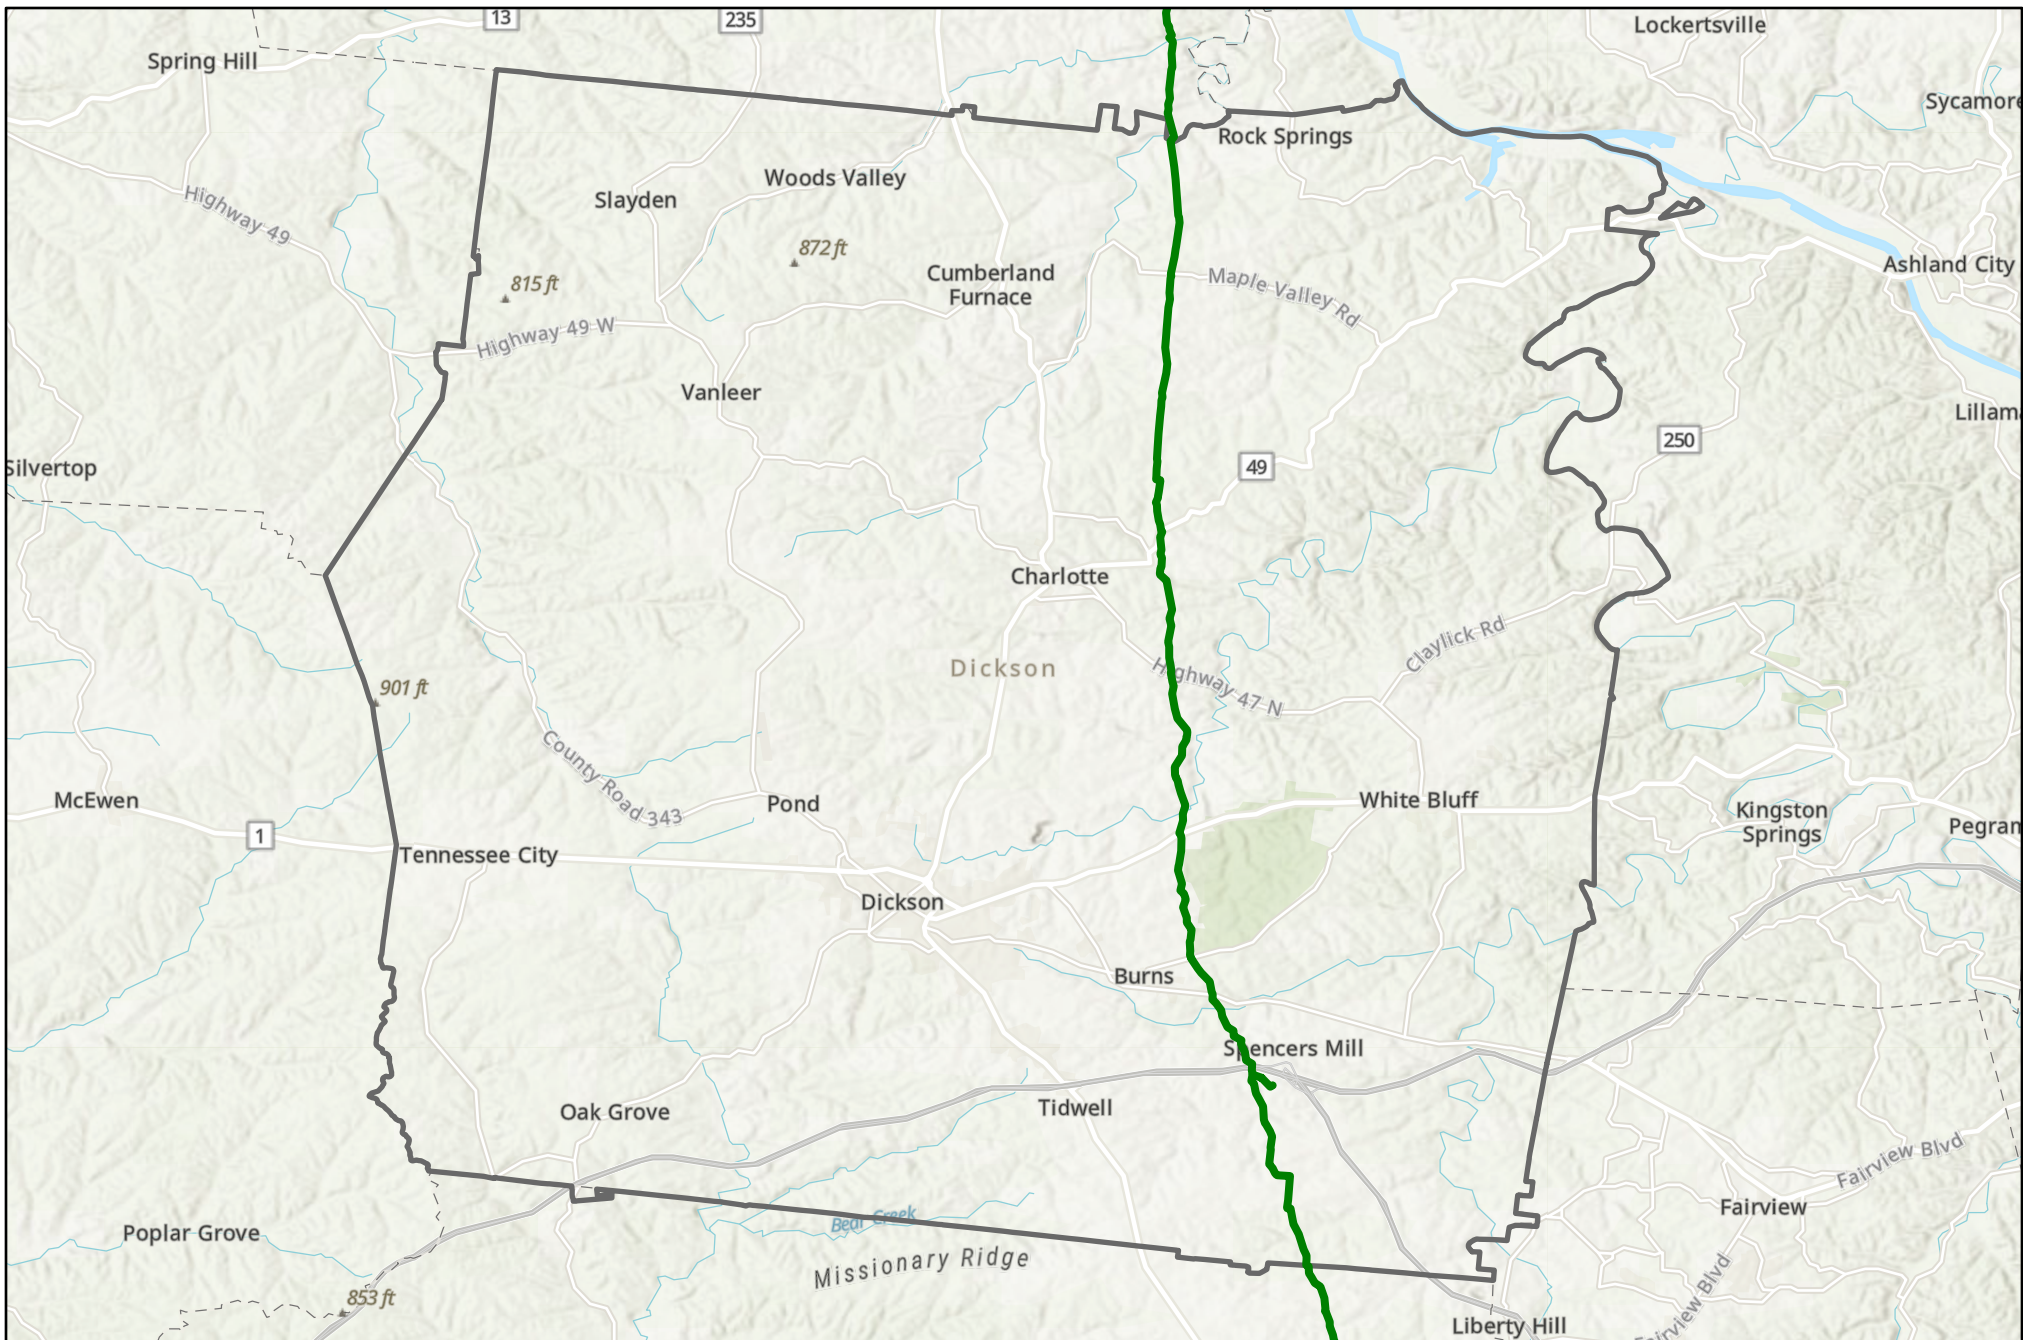 13
235
Lockertsville
Spring Hill
Sycamore
Rock Springs
Woods Valley
Slayden
Highway 49
872 ft
Ashland City
Cumberland
Furnace
815 ft
Maple Valley Rd
Highway 49 W
Vanleer
Lillam
250
Silvertop
49
Charlotte
Claylick Rd
Dickson
Highway 47 N
901 ft
County Road 343
McEwen
Pond
White Bluff
Kingston
Springs
Pegram
1
Tennessee City
Dickson
Burns
Spencers Mill
Oak Grove
Tidwell
Fairview Blvd
Fairview
Bear Creek
Poplar Grove
Missionary Ridge
853 ft
Fairview Blvd
Liberty Hill